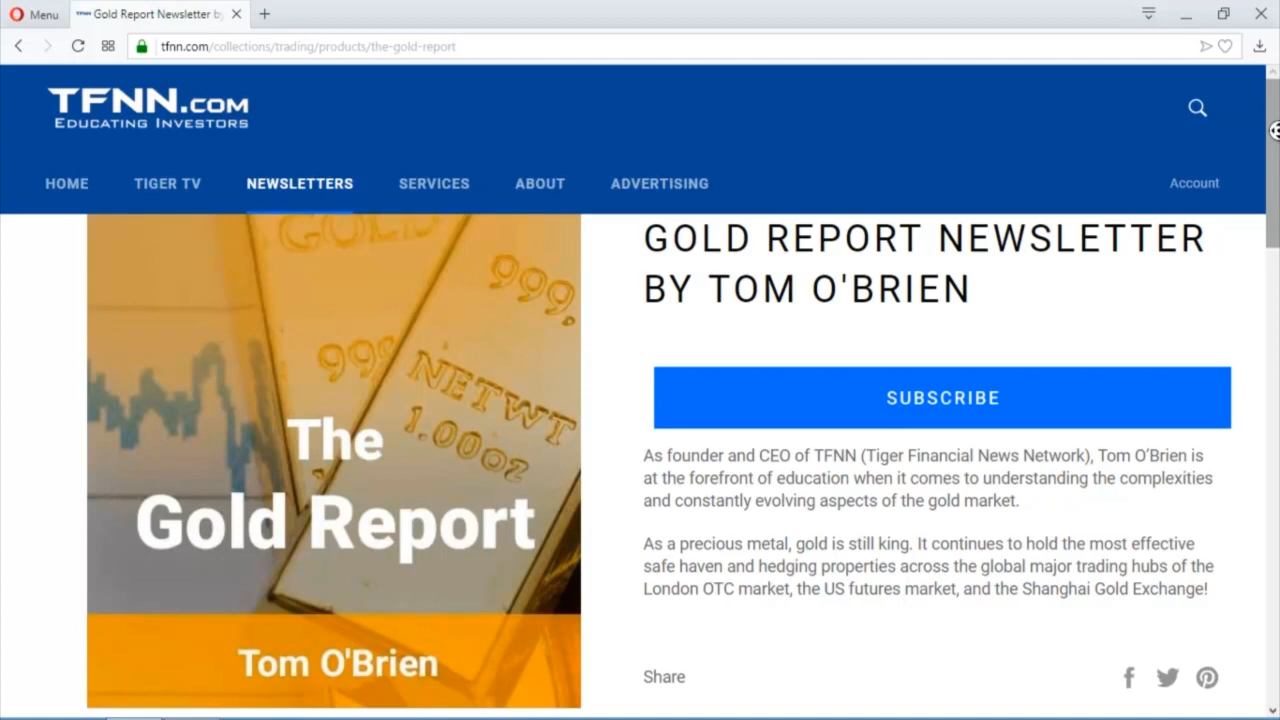 Menu
TFNN Gold Report Newsletter b
tfnn.com/collections/trading/products/the-gold-report
TFNN.COM
EDUCATING INVESTORS
HOME TIGER TV NEWSLETTERS SERVICES ABOUT ADVERTISING Account
GOLD
999,
999
NETWT
1.00oz
The
Gold Report
Tom O'Brien
GOLD REPORT NEWSLETTER
BY TOM O'BRIEN
SUBSCRIBE
As founder and CEO of TFNN (Tiger Financial News Network), Tom O'Brien is
at the forefront of education when it comes to understanding the complexities
and constantly evolving aspects of the gold market.
As a precious metal, gold is still king. It continues to hold the most effective
safe haven and hedging properties across the global major trading hubs of the
London OTC market, the US futures market, and the Shanghai Gold Exchange!
Share